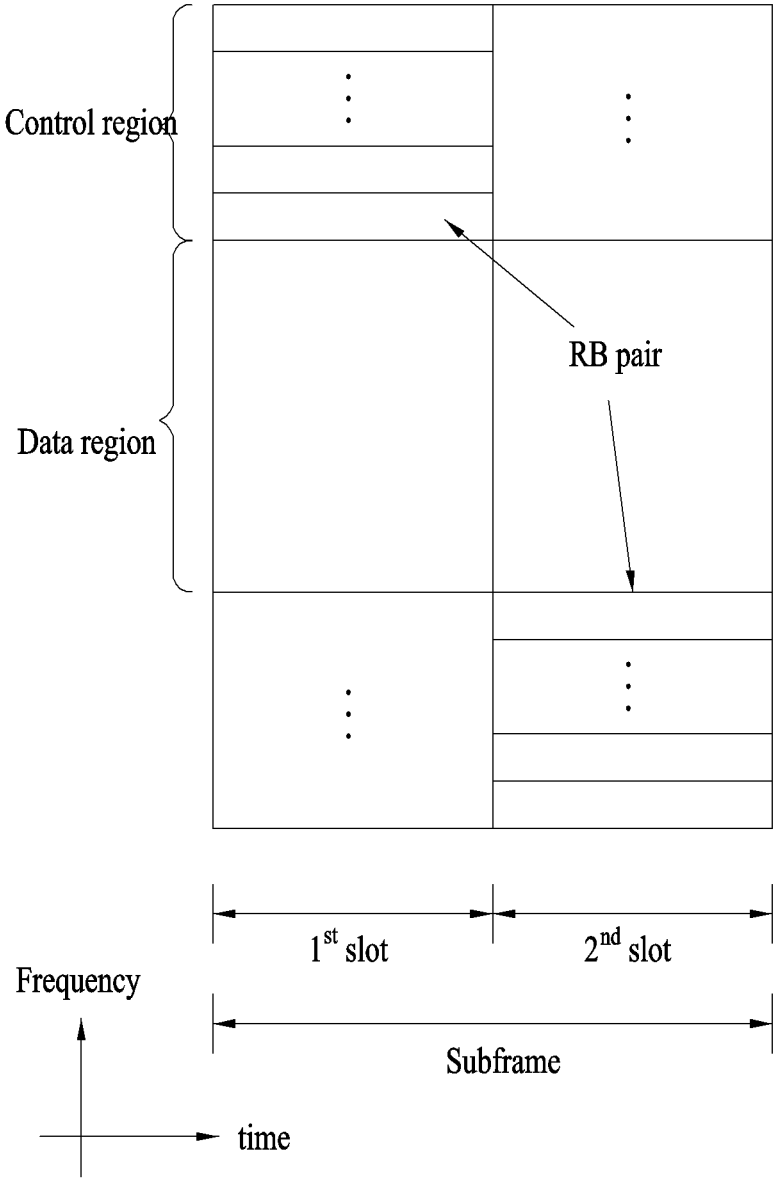 Control region
RB pair
Data region
1st slot
2nd slot
Frequency
Subframe
time